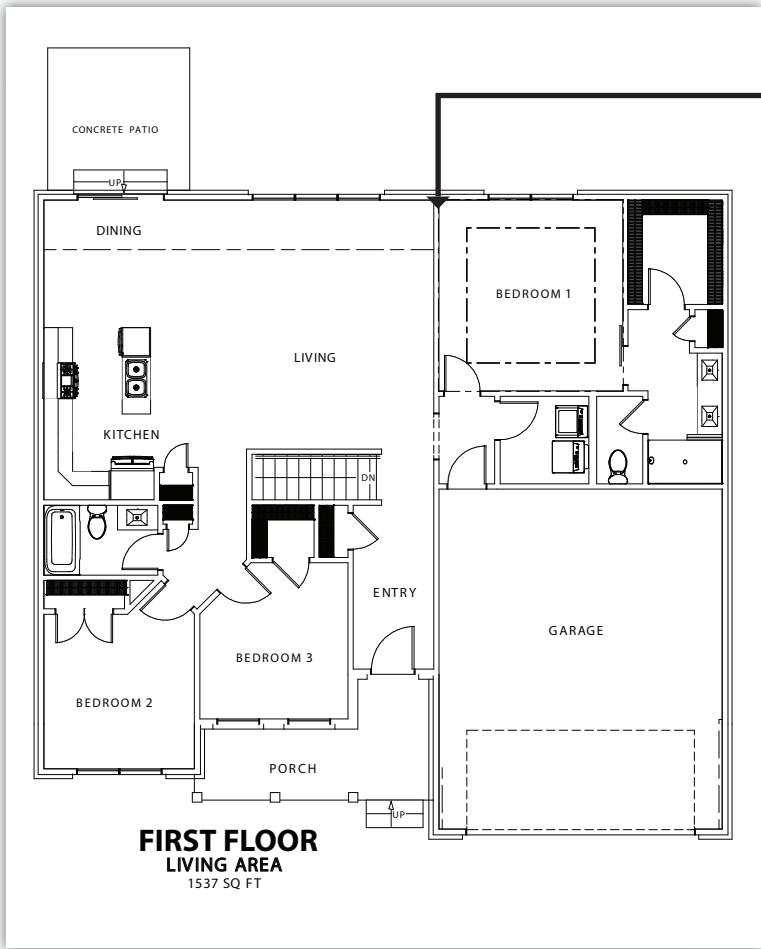 CONCRETE PATIO
UP
DINING
BEDROOM 1
LIVING
KITCHEN
DN
ENTRY
GARAGE
BEDROOM 3
BEDROOM 2
PORCH
UP
FIRST FLOOR
LIVING AREA
1537 SQ FT